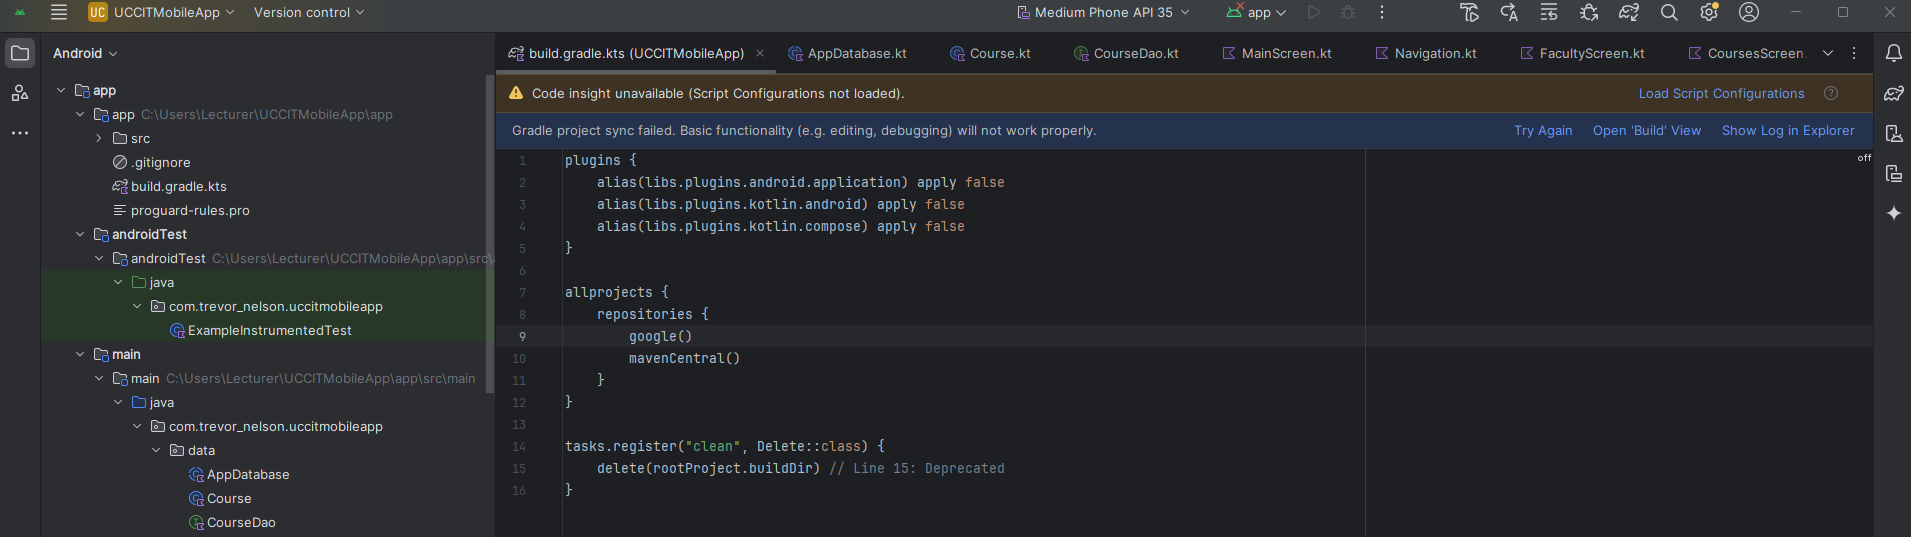 UC UCCITMobileApp Version control Medium Phone API 35 app
Android
build.gradle.kts (UCCITMobileApp) AppDatabase.kt Course.kt CourseDao.kt MainScreen.kt Navigation.kt FacultyScreen.kt CoursesScreen.
app
app C:\Users\Lecturer\UCCITMobileApp\app
src
.gitignore
build.gradle.kts
proguard-rules.pro
androidTest
androidTest C:\Users\Lecturer\UCCITMobileApp\app\src\
java
com.trevor_nelson.uccitmobileapp
ExampleInstrumentedTest
main
main C:\Users\Lecturer\UCCITMobileApp\app\src\main
java
com.trevor_nelson.uccitmobileapp
data
AppDatabase
Course
CourseDao
Code insight unavailable (Script Configurations not loaded). Load Script Configurations
Gradle project sync failed. Basic functionality (e.g. editing, debugging) will not work properly. Try Again Open 'Build' View Show Log in Explorer
off
1 plugins {
2 alias(libs.plugins.android.application) apply false
3 alias(libs.plugins.kotlin.android) apply false
4 alias(libs.plugins.kotlin.compose) apply false
5 }
6
7 allprojects {
8 repositories {
9 google()
10 mavenCentral()
11 }
12 }
13
14 tasks.register("clean", Delete::class) {
15 delete(rootProject.buildDir) // Line 15: Deprecated
16 }